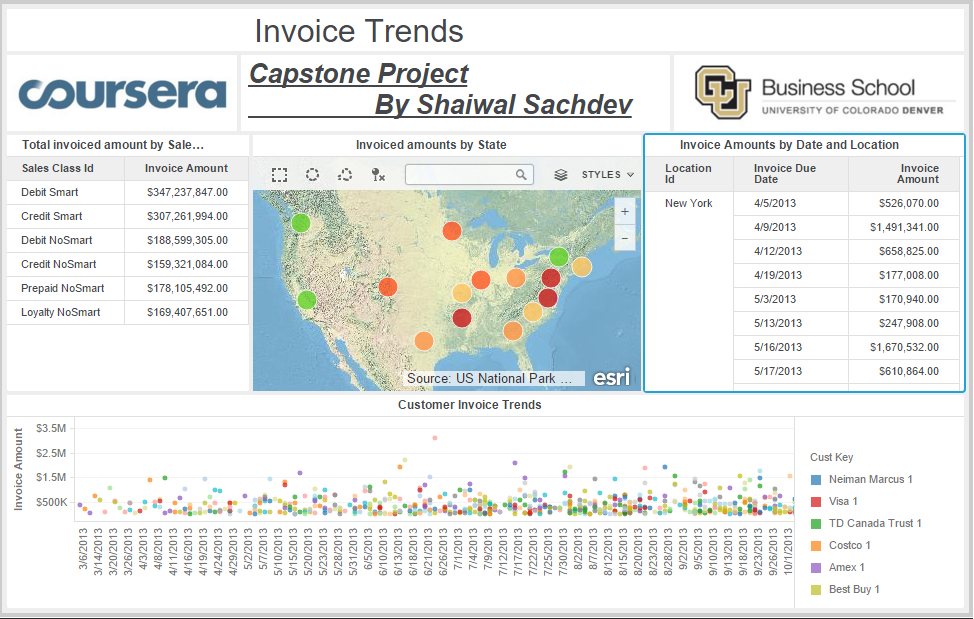 Invoice Trends
coursera
Capstone Project
By Shaiwal Sachdev
CU
Business School
UNIVERSITY OF COLORADO DENVER
Total invoiced amount by Sale...
Sales Class Id Invoice Amount
Debit Smart $347,237,847.00
Credit Smart $307,261,994.00
Debit NoSmart $188,599,305.00
Credit NoSmart $159,321,084.00
Prepaid NoSmart $178,105,492.00
Loyalty NoSmart $169,407,651.00
Invoiced amounts by State
STYLES
+
−
Source: US National Park ...
esri
Invoice Amounts by Date and Location
Location Id Invoice Due Date Invoice Amount
New York 4/5/2013 $526,070.00
4/9/2013 $1,491,341.00
4/12/2013 $658,825.00
4/19/2013 $177,008.00
5/3/2013 $170,940.00
5/13/2013 $247,908.00
5/16/2013 $1,670,532.00
5/17/2013 $610,864.00
Customer Invoice Trends
Invoice Amount
$3.5M
$2.5M
$1.5M
$500K
3/6/2013
3/14/2013
3/20/2013
3/26/2013
4/3/2013
4/8/2013
4/11/2013
4/16/2013
4/19/2013
4/24/2013
4/29/2013
5/2/2013
5/7/2013
5/10/2013
5/15/2013
5/20/2013
5/23/2013
5/28/2013
5/31/2013
6/5/2013
6/10/2013
6/13/2013
6/18/2013
6/21/2013
6/26/2013
7/1/2013
7/4/2013
7/9/2013
7/12/2013
7/17/2013
7/22/2013
7/25/2013
7/30/2013
8/2/2013
8/7/2013
8/12/2013
8/15/2013
8/20/2013
8/23/2013
8/28/2013
9/2/2013
9/5/2013
9/10/2013
9/13/2013
9/18/2013
9/23/2013
9/26/2013
10/1/2013
Cust Key
Neiman Marcus 1
Visa 1
TD Canada Trust 1
Costco 1
Amex 1
Best Buy 1